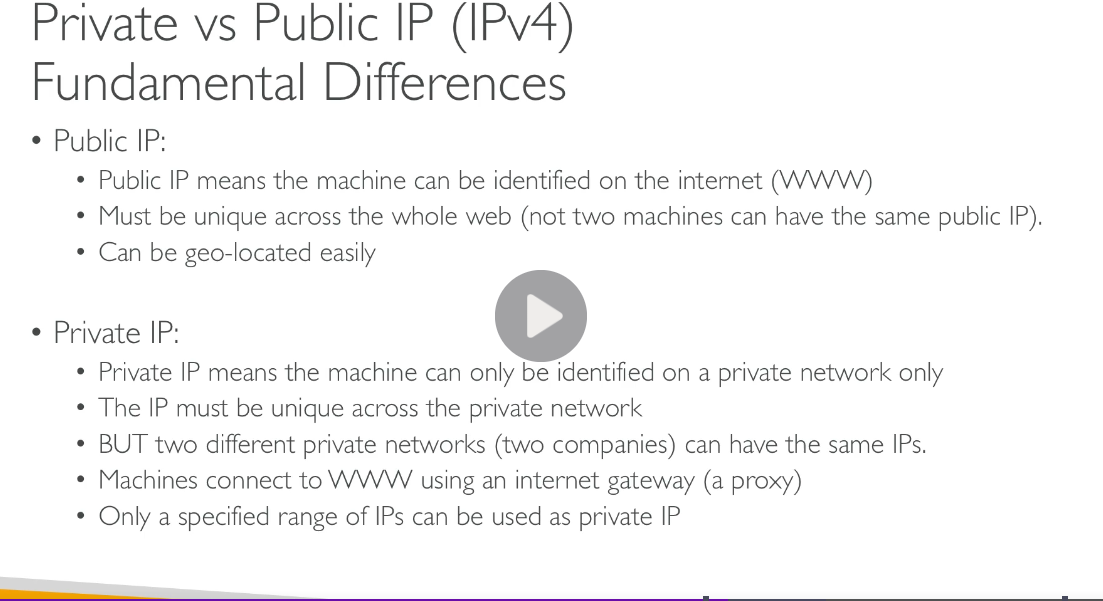 Private vs Public IP (IPv4)
Fundamental Differences
• Public IP:
• Public IP means the machine can be identified on the internet (WWW)
• Must be unique across the whole web (not two machines can have the same public IP).
• Can be geo-located easily
• Private IP:
• Private IP means the machine can only be identified on a private network only
• The IP must be unique across the private network
• BUT two different private networks (two companies) can have the same IPs.
• Machines connect to WWW using an internet gateway (a proxy)
• Only a specified range of IPs can be used as private IP